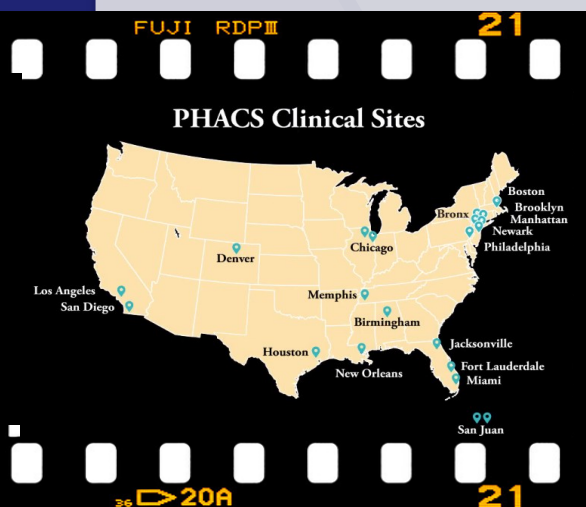 FUJI RDPIII 21
PHACS Clinical Sites
Boston
Brooklyn
Bronx
Manhattan
Newark
Philadelphia
Chicago
Denver
Los Angeles
San Diego
Memphis
Birmingham
Houston
New Orleans
Jacksonville
Fort Lauderdale
Miami
San Juan
36 20A 21